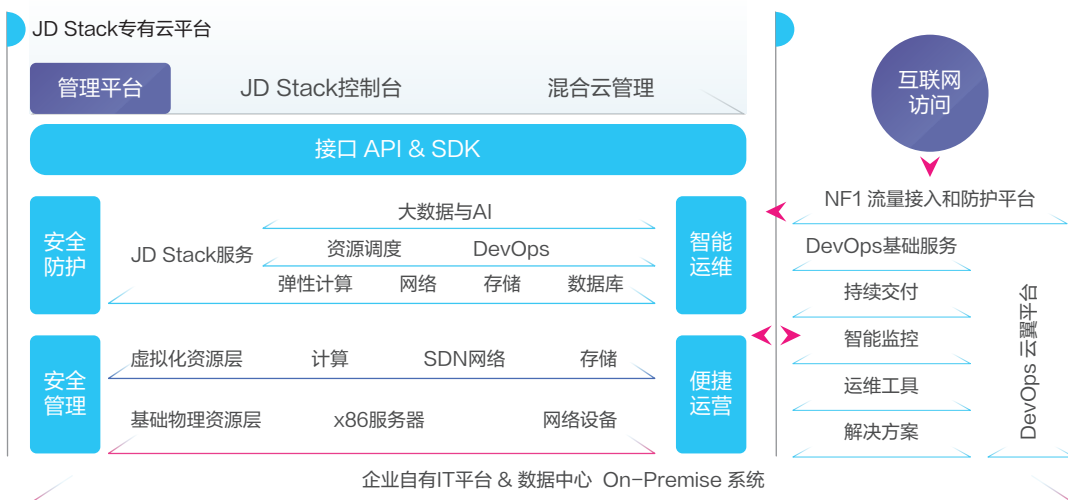 JD Stack专有云平台
管理平台 JD Stack控制台 混合云管理
接口 API & SDK
安全
防护
JD Stack服务
大数据与AI
资源调度 DevOps
弹性计算 网络 存储 数据库
智能
运维
安全
管理
虚拟化资源层 计算 SDN网络 存储
基础物理资源层 x86服务器 网络设备
便捷
运营
互联网
访问
NF1 流量接入和防护平台
DevOps基础服务
持续交付
智能监控
运维工具
解决方案
DevOps 云翼平台
企业自有IT平台 & 数据中心 On-Premise 系统